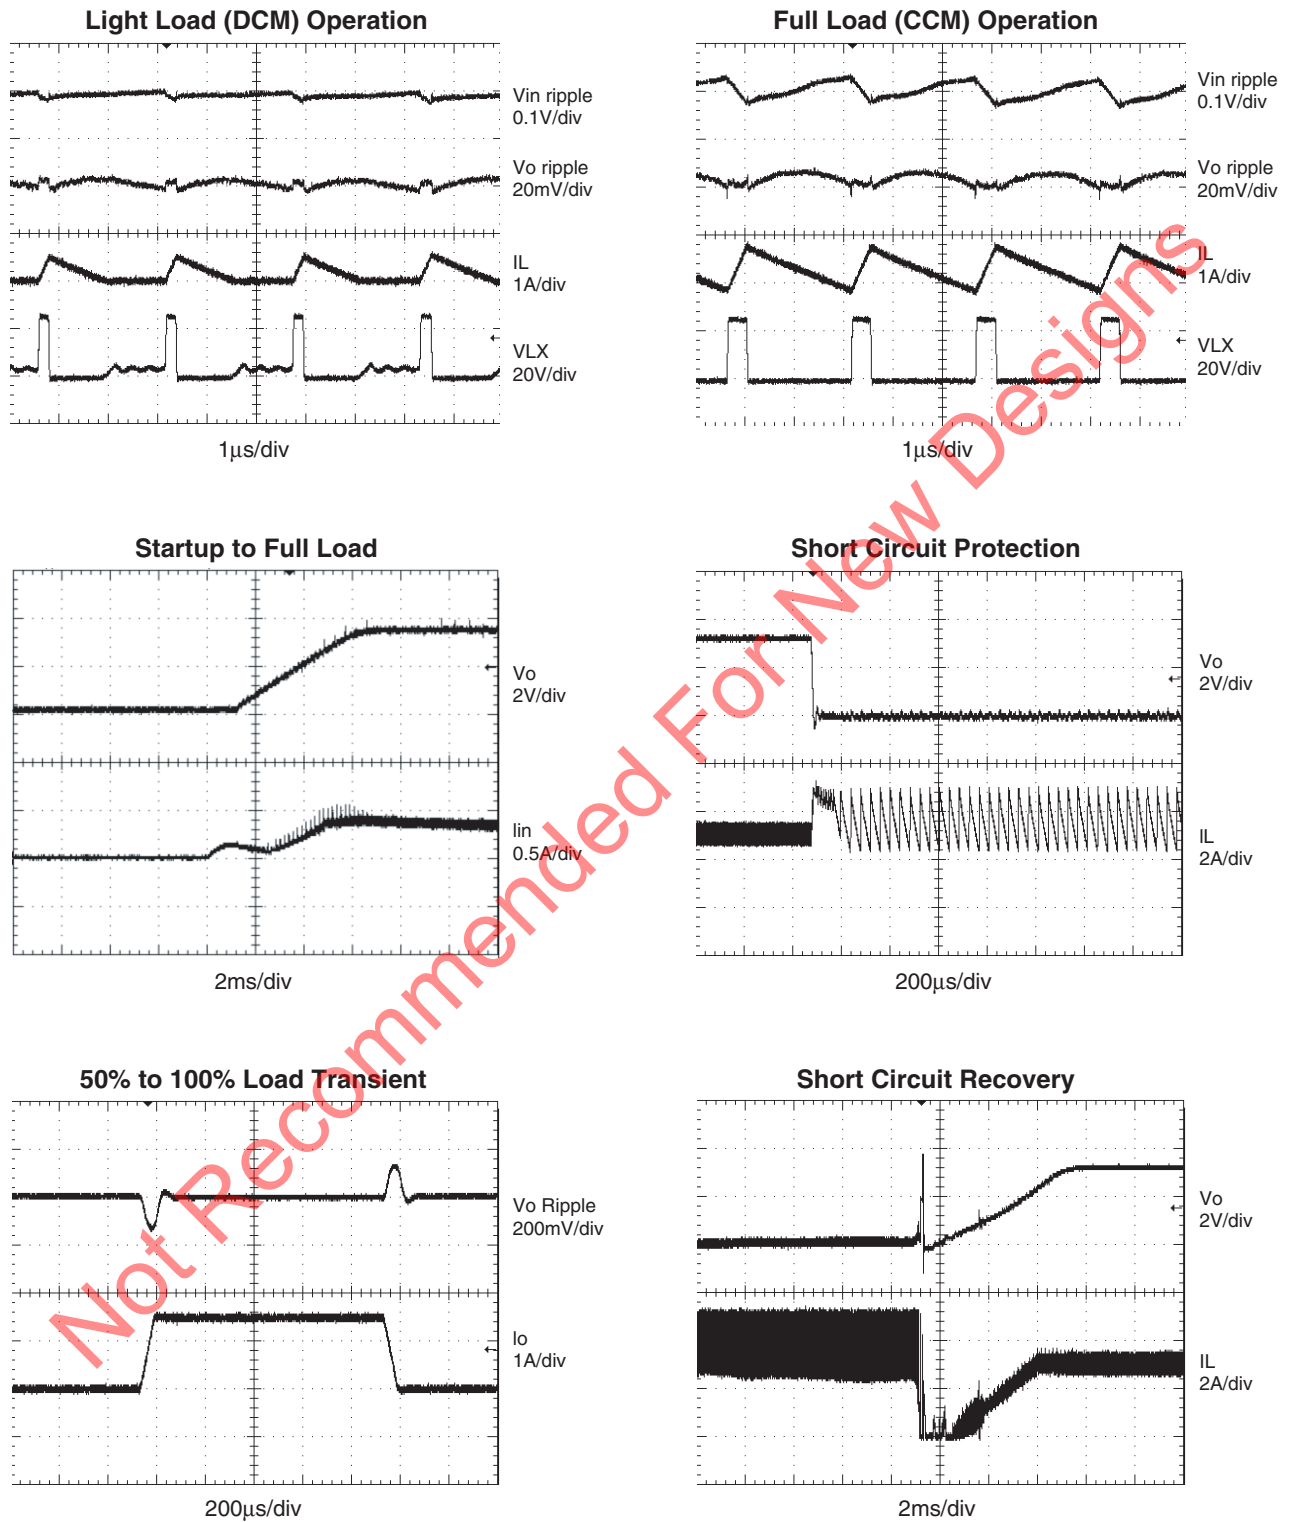 Light Load (DCM) Operation
Vin ripple
0.1V/div
Vo ripple
20mV/div
IL
1A/div
VLX
20V/div
1μs/div
Full Load (CCM) Operation
Vin ripple
0.1V/div
Vo ripple
20mV/div
IL
1A/div
VLX
20V/div
1μs/div
Startup to Full Load
Vo
2V/div
Iin
0.5A/div
2ms/div
Short Circuit Protection
Vo
2V/div
IL
2A/div
200μs/div
50% to 100% Load Transient
Vo Ripple
200mV/div
Io
1A/div
200μs/div
Short Circuit Recovery
Vo
2V/div
IL
2A/div
2ms/div
Not Recommended For New Designs